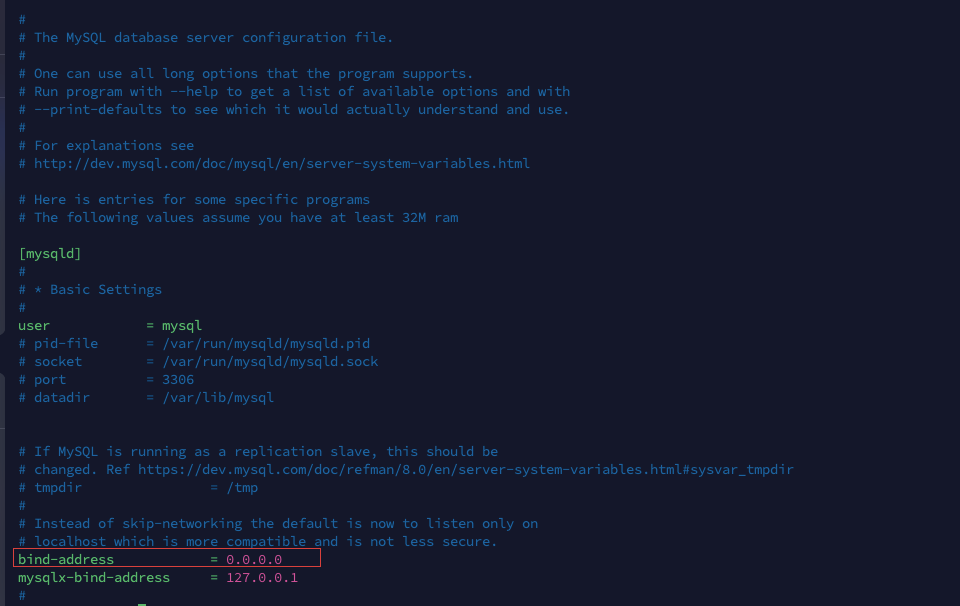 #
# The MySQL database server configuration file.
#
# One can use all long options that the program supports.
# Run program with --help to get a list of available options and with
# --print-defaults to see which it would actually understand and use.
#
# For explanations see
# http://dev.mysql.com/doc/mysql/en/server-system-variables.html
# Here is entries for some specific programs
# The following values assume you have at least 32M ram
[mysqld]
#
# * Basic Settings
#
user            = mysql
# pid-file      = /var/run/mysqld/mysqld.pid
# socket        = /var/run/mysqld/mysqld.sock
# port          = 3306
# datadir       = /var/lib/mysql
# If MySQL is running as a replication slave, this should be
# changed. Ref https://dev.mysql.com/doc/refman/8.0/en/server-system-variables.html#sysvar_tmpdir
# tmpdir                = /tmp
#
# Instead of skip-networking the default is now to listen only on
# localhost which is more compatible and is not less secure.
bind-address            = 0.0.0.0
mysqlx-bind-address     = 127.0.0.1
#